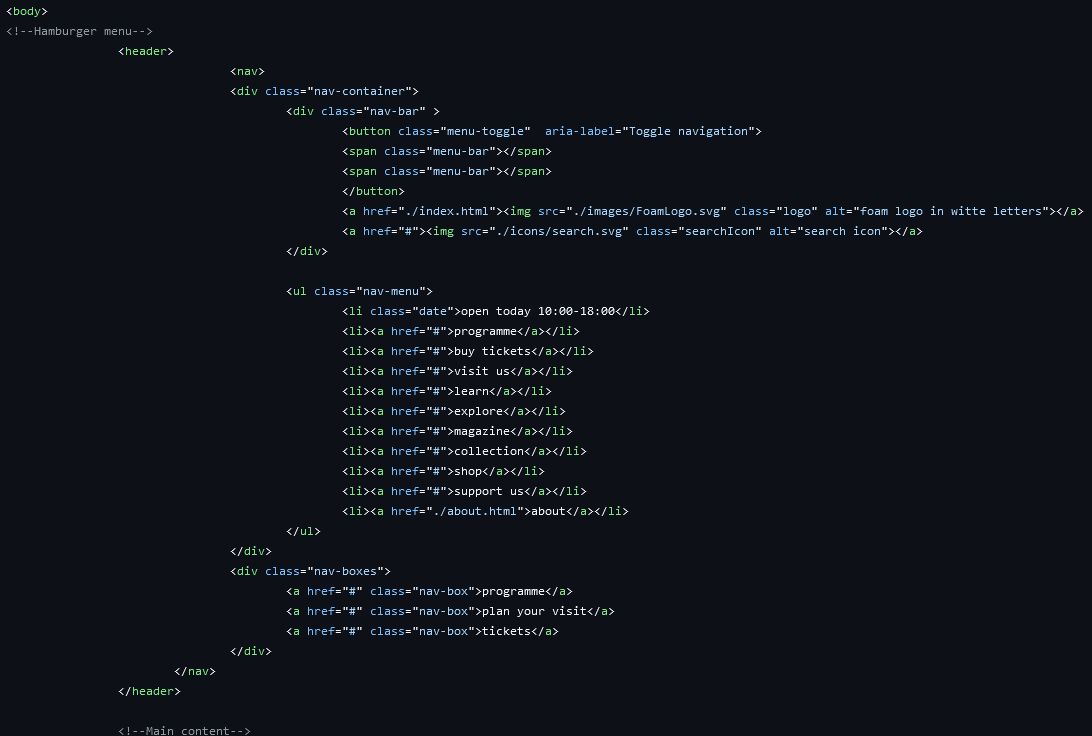 <body>
<!--Hamburger menu-->
<header>
<nav>
<div class="nav-container">
<div class="nav-bar" >
<button class="menu-toggle"  aria-label="Toggle navigation">
<span class="menu-bar"></span>
<span class="menu-bar"></span>
</button>
<a href="./index.html"><img src="./images/FoamLogo.svg" class="logo" alt="foam logo in witte letters"></a>
<a href="#"><img src="./icons/search.svg" class="searchIcon" alt="search icon"></a>
</div>
<ul class="nav-menu">
<li class="date">open today 10:00-18:00</li>
<li><a href="#">programme</a></li>
<li><a href="#">buy tickets</a></li>
<li><a href="#">visit us</a></li>
<li><a href="#">learn</a></li>
<li><a href="#">explore</a></li>
<li><a href="#">magazine</a></li>
<li><a href="#">collection</a></li>
<li><a href="#">shop</a></li>
<li><a href="#">support us</a></li>
<li><a href="./about.html">about</a></li>
</ul>
</div>
<div class="nav-boxes">
<a href="#" class="nav-box">programme</a>
<a href="#" class="nav-box">plan your visit</a>
<a href="#" class="nav-box">tickets</a>
</div>
</nav>
</header>
<!--Main content-->